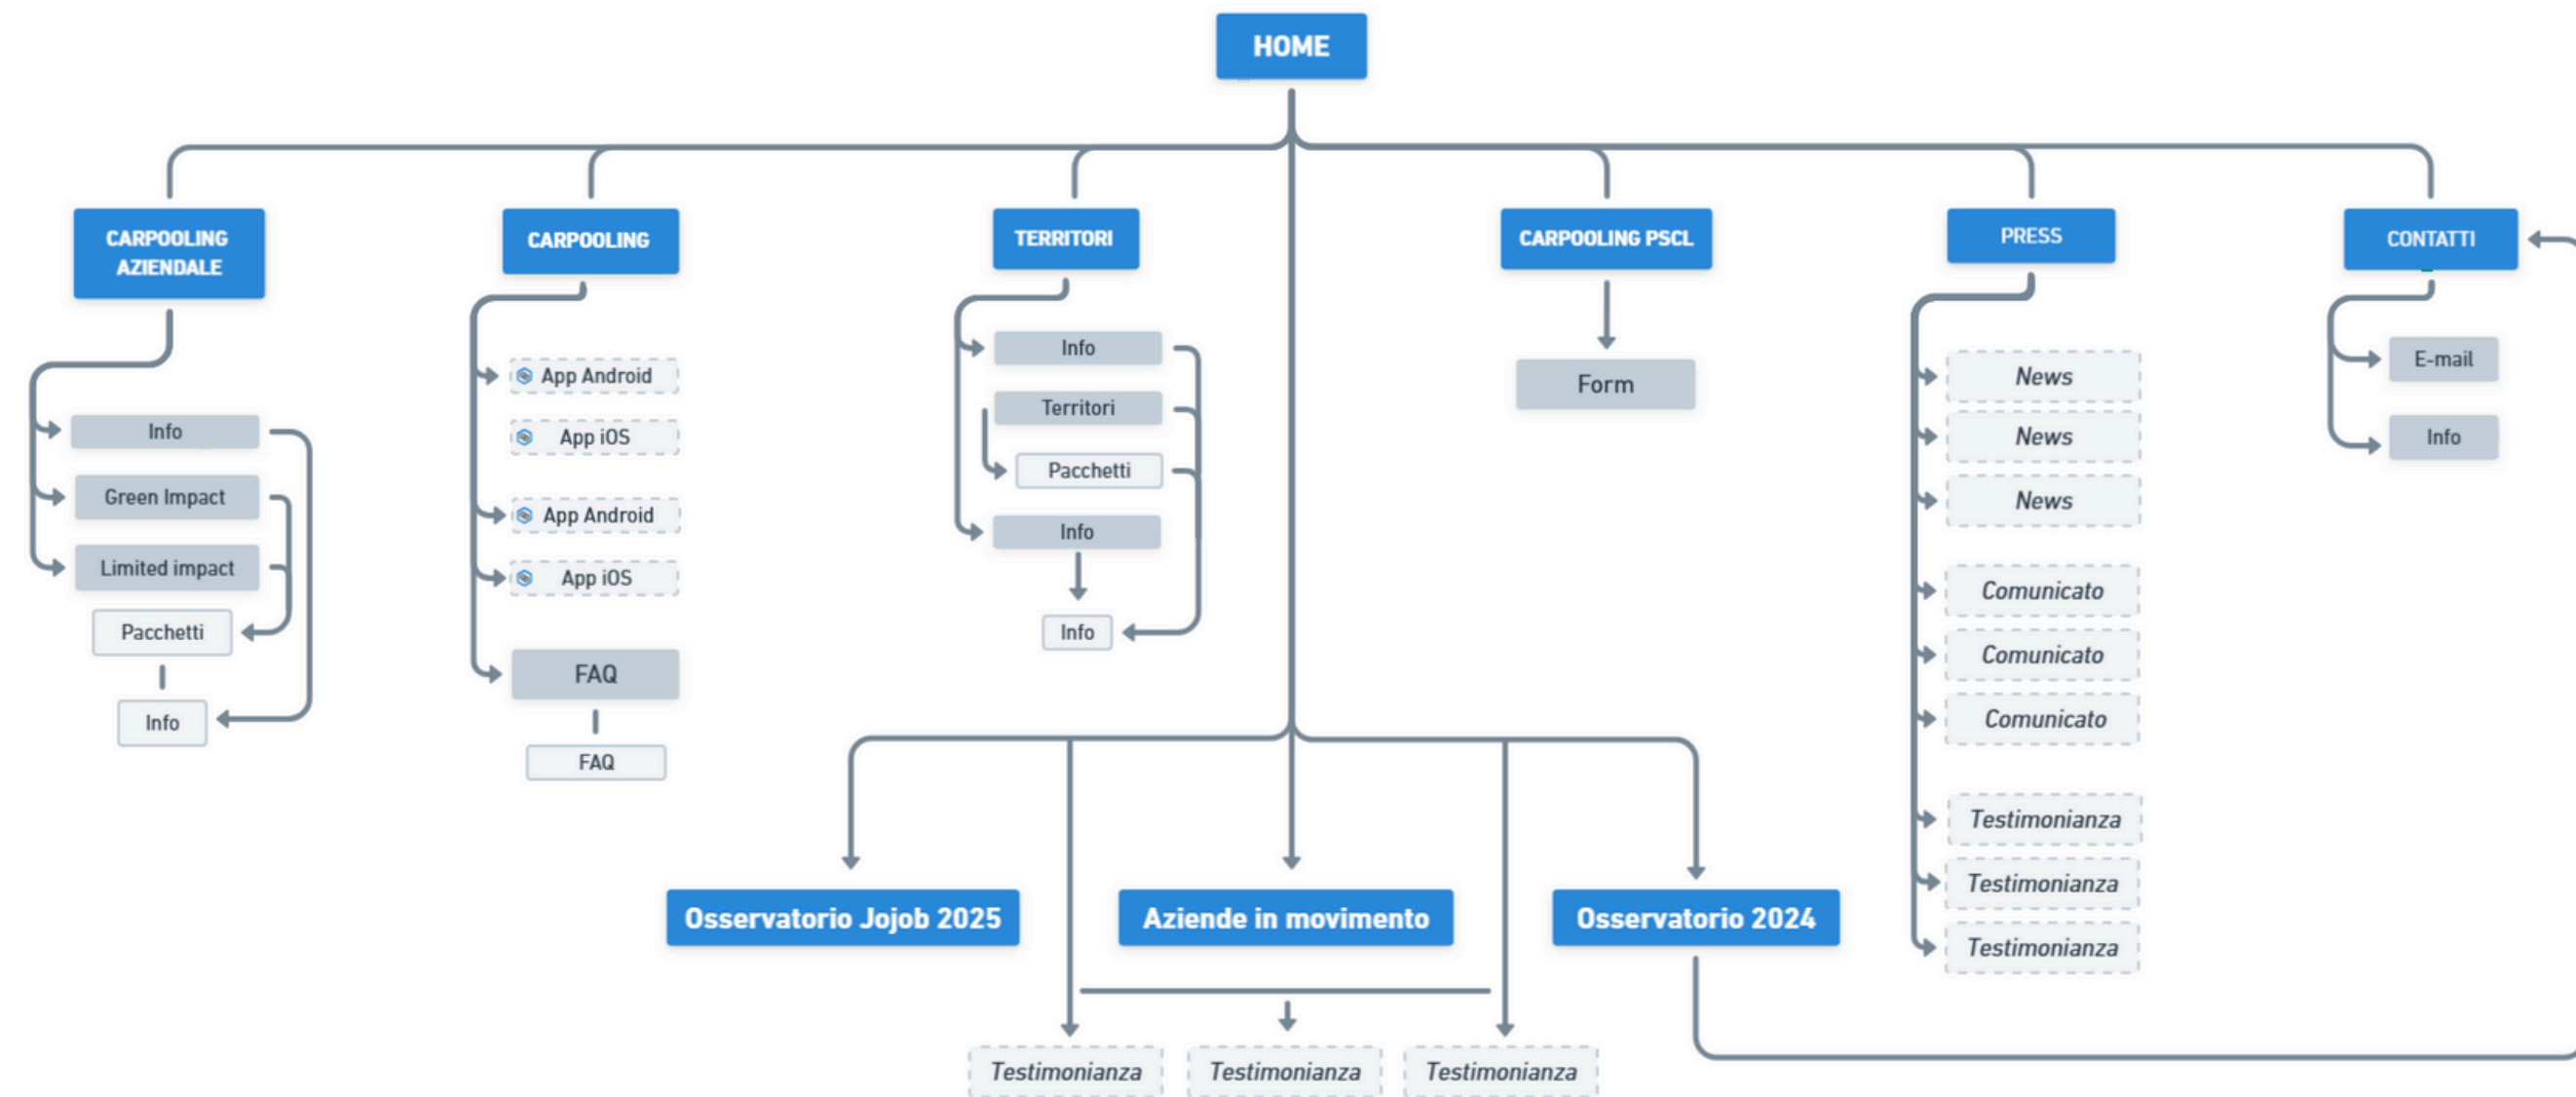 HOME
CARPOOLING
AZIENDALE
Info
Green Impact
Limited impact
Pacchetti
Info
CARPOOLING
App Android
App iOS
App Android
App iOS
FAQ
FAQ
TERRITORI
Info
Territori
Pacchetti
Info
Info
CARPOOLING PSCL
Form
PRESS
News
News
News
Comunicato
Comunicato
Comunicato
Testimonianza
Testimonianza
Testimonianza
CONTATTI
E-mail
Info
Osservatorio Jojob 2025
Aziende in movimento
Osservatorio 2024
Testimonianza
Testimonianza
Testimonianza